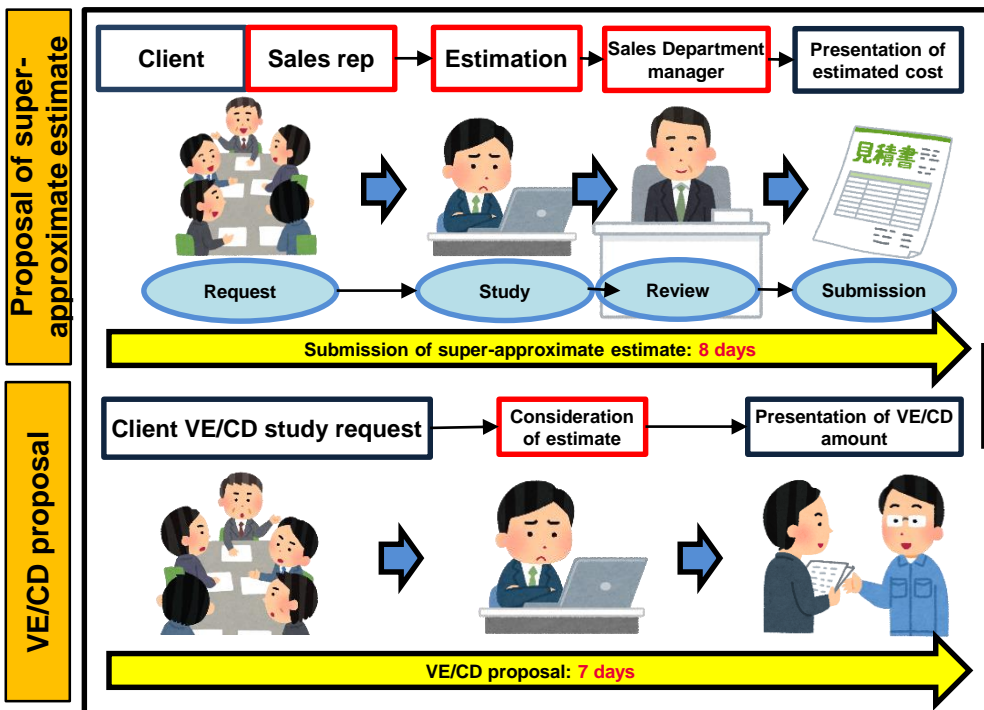 Proposal of super-
approximate estimate
Client
Sales rep
Estimation
Sales Department
manager
Presentation of
estimated cost
見積書
Request
Study
Review
Submission
Submission of super-approximate estimate: 8 days
VE/CD proposal
Client VE/CD study request
Consideration
of estimate
Presentation of VE/CD
amount
VE/CD proposal: 7 days